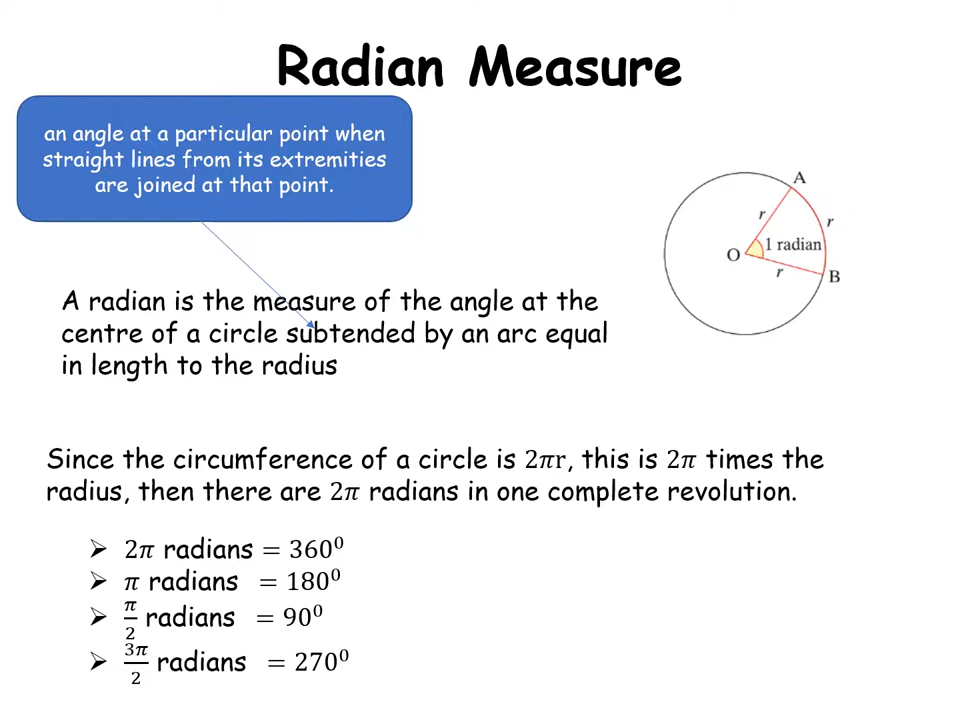 Radian Measure
an angle at a particular point when
straight lines from its extremities
are joined at that point.
A
r
r
1 radian
O
r
B
A radian is the measure of the angle at the
centre of a circle subtended by an arc equal
in length to the radius
Since the circumference of a circle is 2𝜋r, this is 2𝜋 times the
radius, then there are 2𝜋 radians in one complete revolution.
➢ 2𝜋 radians = 360⁰
➢ 𝜋 radians = 180⁰
➢ 𝜋/2 radians = 90⁰
➢ 3𝜋/2 radians = 270⁰